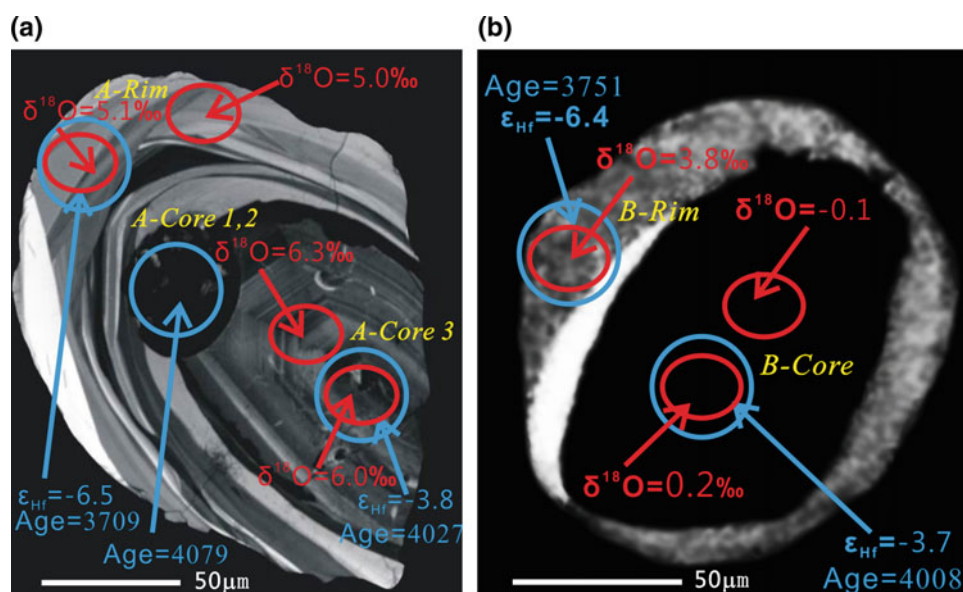 (a)
δ¹⁸O=5.0‰
A-Rim
δ¹⁸O=5.1‰
A-Core 1,2
δ¹⁸O=6.3‰
A-Core 3
δ¹⁸O=6.0‰
εHf=-6.5
Age=3709
εHf=-3.8
Age=4027
Age=4079
50μm
(b)
Age=3751
εHf=-6.4
δ¹⁸O=3.8‰
B-Rim
δ¹⁸O=-0.1
B-Core
δ¹⁸O=0.2‰
εHf=-3.7
Age=4008
50μm